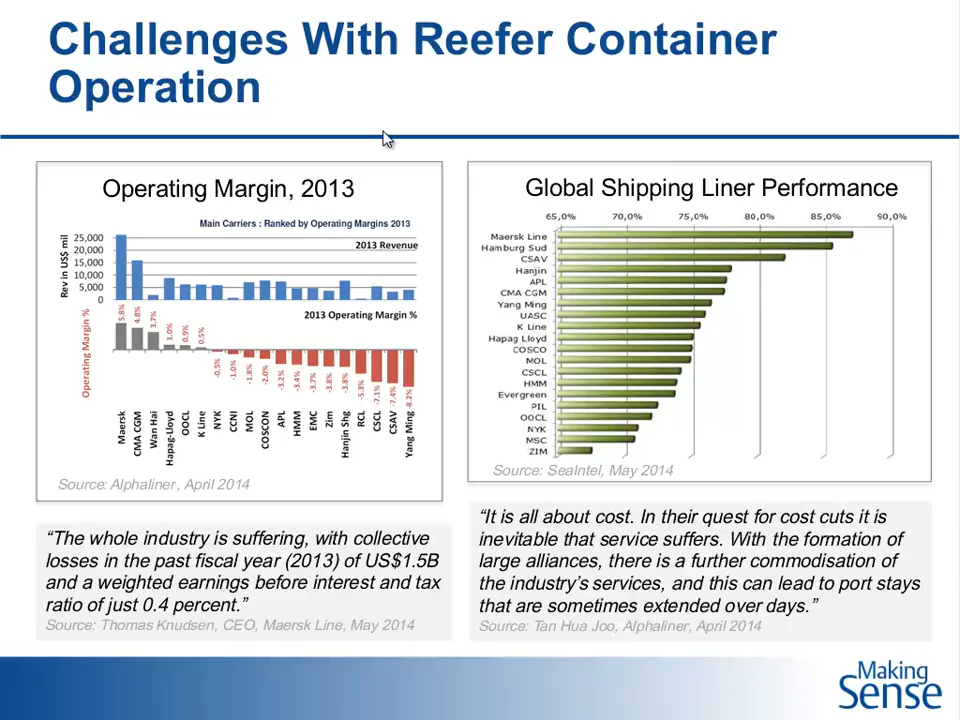 Challenges With Reefer Container
Operation
Operating Margin, 2013
Main Carriers : Ranked by Operating Margins 2013
2013 Revenue
Rev in US$ mil
25,000
20,000
15,000
10,000
5,000
0
2013 Operating Margin %
Operating Margin %
5.8%
4.8%
3.7%
1.0%
0.9%
0.5%
-0.5%
-1.0%
-1.8%
-2.0%
-3.2%
-3.4%
-3.7%
-3.8%
-3.8%
-5.3%
-7.1%
-7.4%
-8.2%
Maersk
CMA CGM
Wan Hai
Hapag-Lloyd
OOCL
K Line
NYK
CCNI
MOL
COSCON
APL
HMM
EMC
Zim
Hanjin Shg
RCL
CSCL
CSAV
Yang Ming
Source: Alphaliner, April 2014
Global Shipping Liner Performance
65,0% 70,0% 75,0% 80,0% 85,0% 90,0%
Maersk Line
Hamburg Sud
CSAV
Hanjin
APL
CMA CGM
Yang Ming
UASC
K Line
Hapag Lloyd
COSCO
MOL
CSCL
HMM
Evergreen
PIL
OOCL
NYK
MSC
ZIM
Source: SeaIntel, May 2014
“The whole industry is suffering, with collective
losses in the past fiscal year (2013) of US$1.5B
and a weighted earnings before interest and tax
ratio of just 0.4 percent.”
Source: Thomas Knudsen, CEO, Maersk Line, May 2014
“It is all about cost. In their quest for cost cuts it is
inevitable that service suffers. With the formation of
large alliances, there is a further commodisation of
the industry’s services, and this can lead to port stays
that are sometimes extended over days.”
Source: Tan Hua Joo, Alphaliner, April 2014
Making
Sense